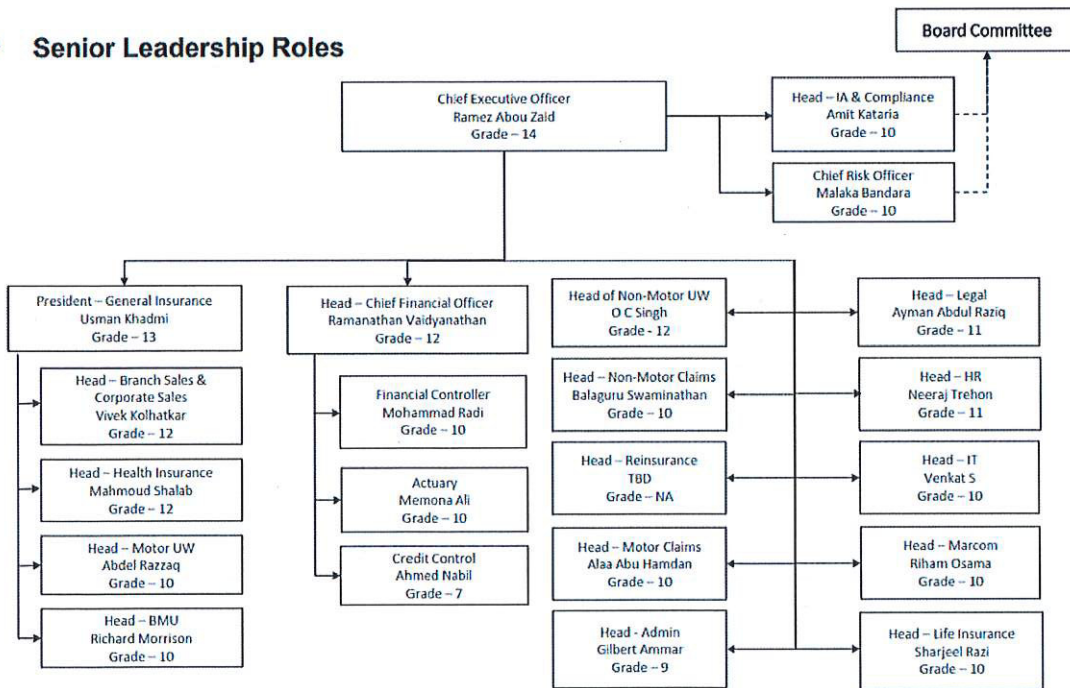 Senior Leadership Roles
Board Committee
Chief Executive Officer
Ramez Abou Zaid
Grade – 14
Head – IA & Compliance
Amit Kataria
Grade – 10
Chief Risk Officer
Malaka Bandara
Grade – 10
President – General Insurance
Usman Khadmi
Grade – 13
Head – Branch Sales &
Corporate Sales
Vivek Kolhatkar
Grade – 12
Head – Health Insurance
Mahmoud Shalab
Grade – 12
Head – Motor UW
Abdel Razzaq
Grade – 10
Head – BMU
Richard Morrison
Grade – 10
Head – Chief Financial Officer
Ramanathan Vaidyanathan
Grade – 12
Financial Controller
Mohammad Radi
Grade – 10
Actuary
Memona Ali
Grade – 10
Credit Control
Ahmed Nabil
Grade – 7
Head of Non-Motor UW
O C Singh
Grade - 12
Head – Non-Motor Claims
Balaguru Swaminathan
Grade – 10
Head – Reinsurance
TBD
Grade – NA
Head – Motor Claims
Alaa Abu Hamdan
Grade – 10
Head - Admin
Gilbert Ammar
Grade – 9
Head – Legal
Ayman Abdul Raziq
Grade – 11
Head – HR
Neeraj Trehon
Grade – 11
Head – IT
Venkat S
Grade – 10
Head – Marcom
Riham Osama
Grade – 10
Head – Life Insurance
Sharjeel Razi
Grade – 10